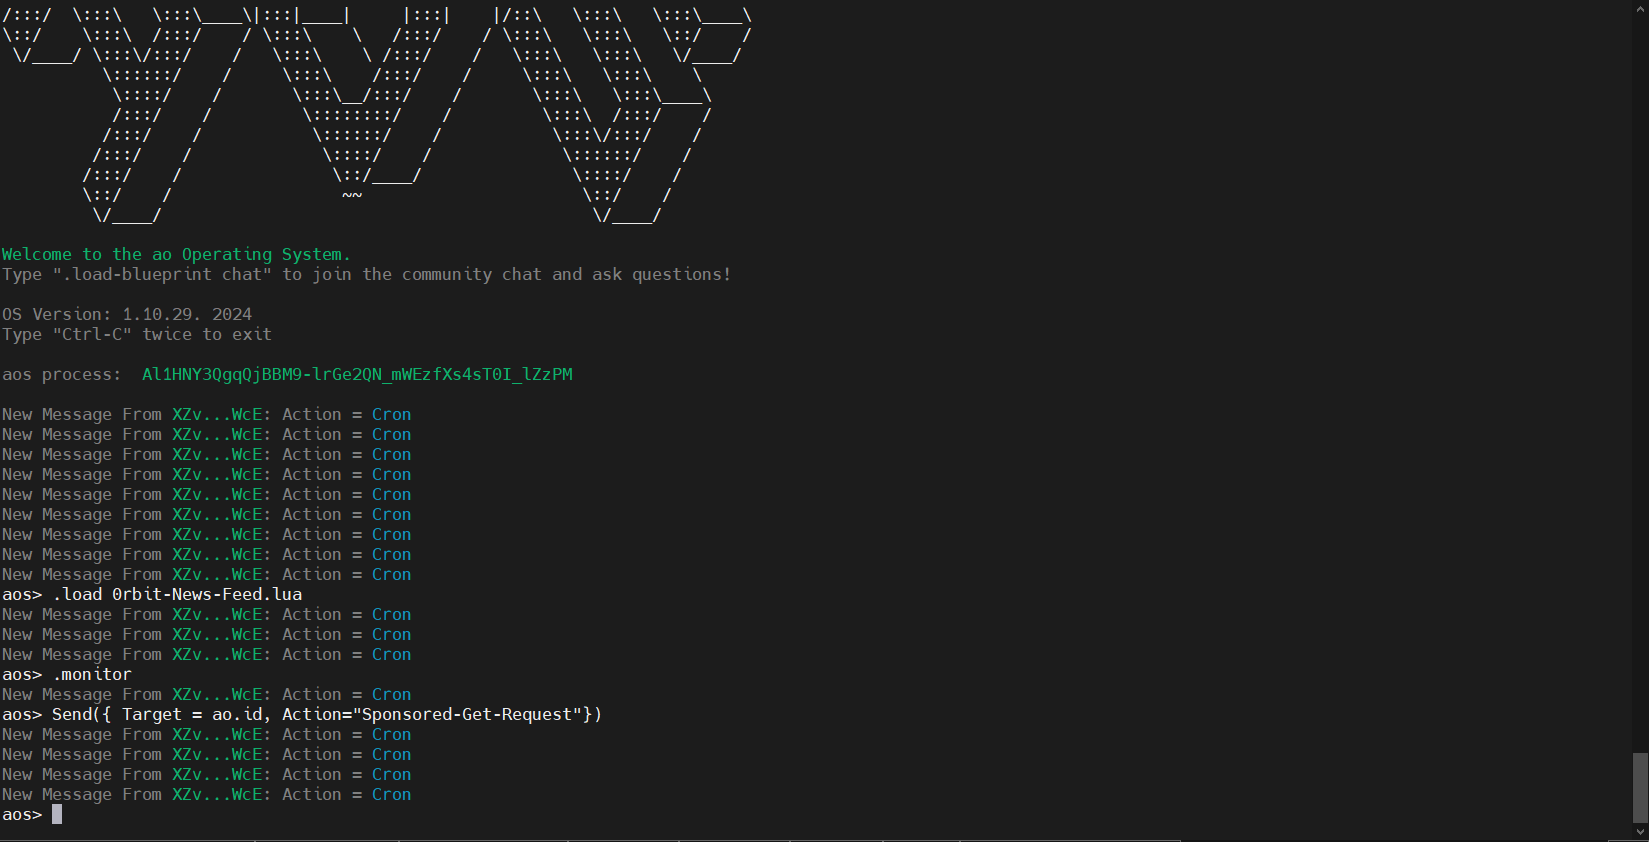 Welcome to the ao Operating System.
Type ".load-blueprint chat" to join the community chat and ask questions!
OS Version: 1.10.29. 2024
Type "Ctrl-C" twice to exit
aos process:  Al1HNY3QgqQjBBM9-lrGe2QN_mWEzfXs4sT0I_lZzPM
New Message From XZv...WcE: Action = Cron
New Message From XZv...WcE: Action = Cron
New Message From XZv...WcE: Action = Cron
New Message From XZv...WcE: Action = Cron
New Message From XZv...WcE: Action = Cron
New Message From XZv...WcE: Action = Cron
New Message From XZv...WcE: Action = Cron
New Message From XZv...WcE: Action = Cron
New Message From XZv...WcE: Action = Cron
aos> .load 0rbit-News-Feed.lua
New Message From XZv...WcE: Action = Cron
New Message From XZv...WcE: Action = Cron
New Message From XZv...WcE: Action = Cron
aos> .monitor
New Message From XZv...WcE: Action = Cron
aos> Send({ Target = ao.id, Action="Sponsored-Get-Request"})
New Message From XZv...WcE: Action = Cron
New Message From XZv...WcE: Action = Cron
New Message From XZv...WcE: Action = Cron
New Message From XZv...WcE: Action = Cron
aos>